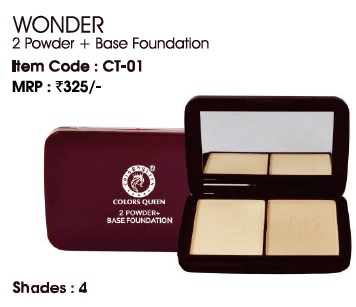 WONDER
2 Powder + Base Foundation
Item Code : CT-01
MRP : ₹325/-
COLORS QUEEN
2 POWDER+
BASE FOUNDATION
Shades : 4